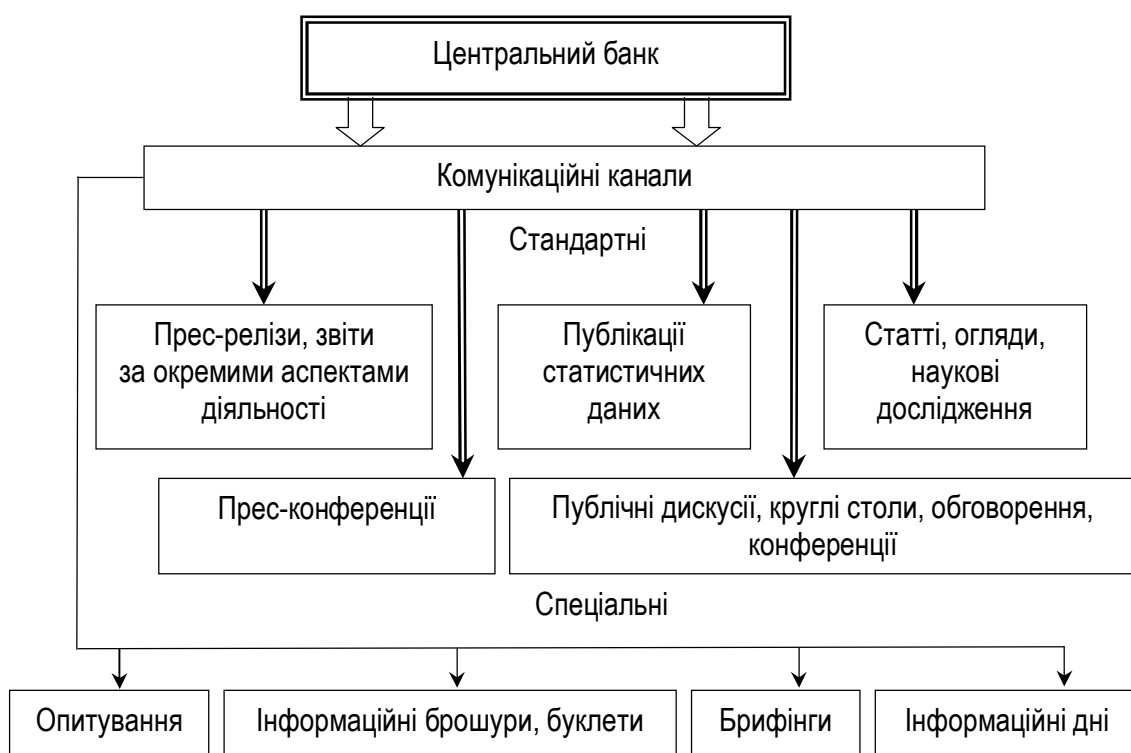 Центральний банк
Комунікаційні канали
Стандартні
Прес-релізи, звіти
за окремими аспектами
діяльності
Публікації
статистичних
даних
Статті, огляди,
наукові
дослідження
Прес-конференції
Публічні дискусії, круглі столи, обговорення,
конференції
Спеціальні
Опитування
Інформаційні брошури, буклети
Брифінги
Інформаційні дні